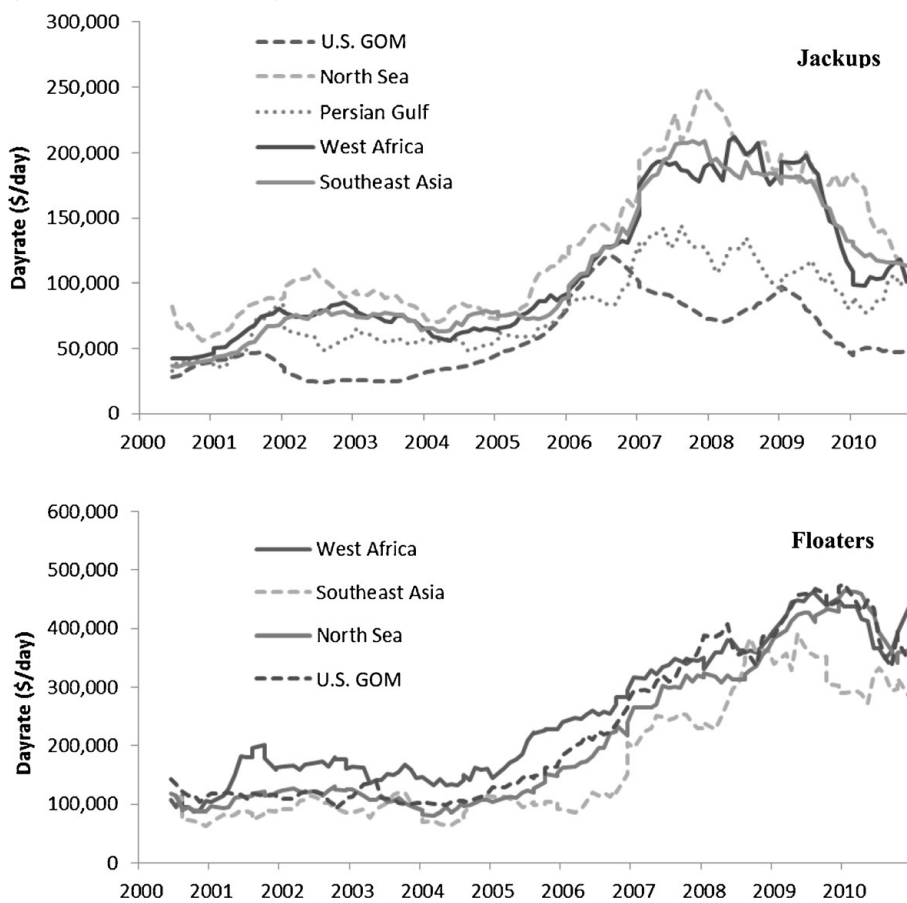 300,000
250,000
200,000
150,000
100,000
50,000
0
Dayrate ($/day)
U.S. GOM
North Sea
Persian Gulf
West Africa
Southeast Asia
Jackups
2000 2001 2002 2003 2004 2005 2006 2007 2008 2009 2010
600,000
500,000
400,000
300,000
200,000
100,000
0
Dayrate ($/day)
West Africa
Southeast Asia
North Sea
U.S. GOM
Floaters
2000 2001 2002 2003 2004 2005 2006 2007 2008 2009 2010